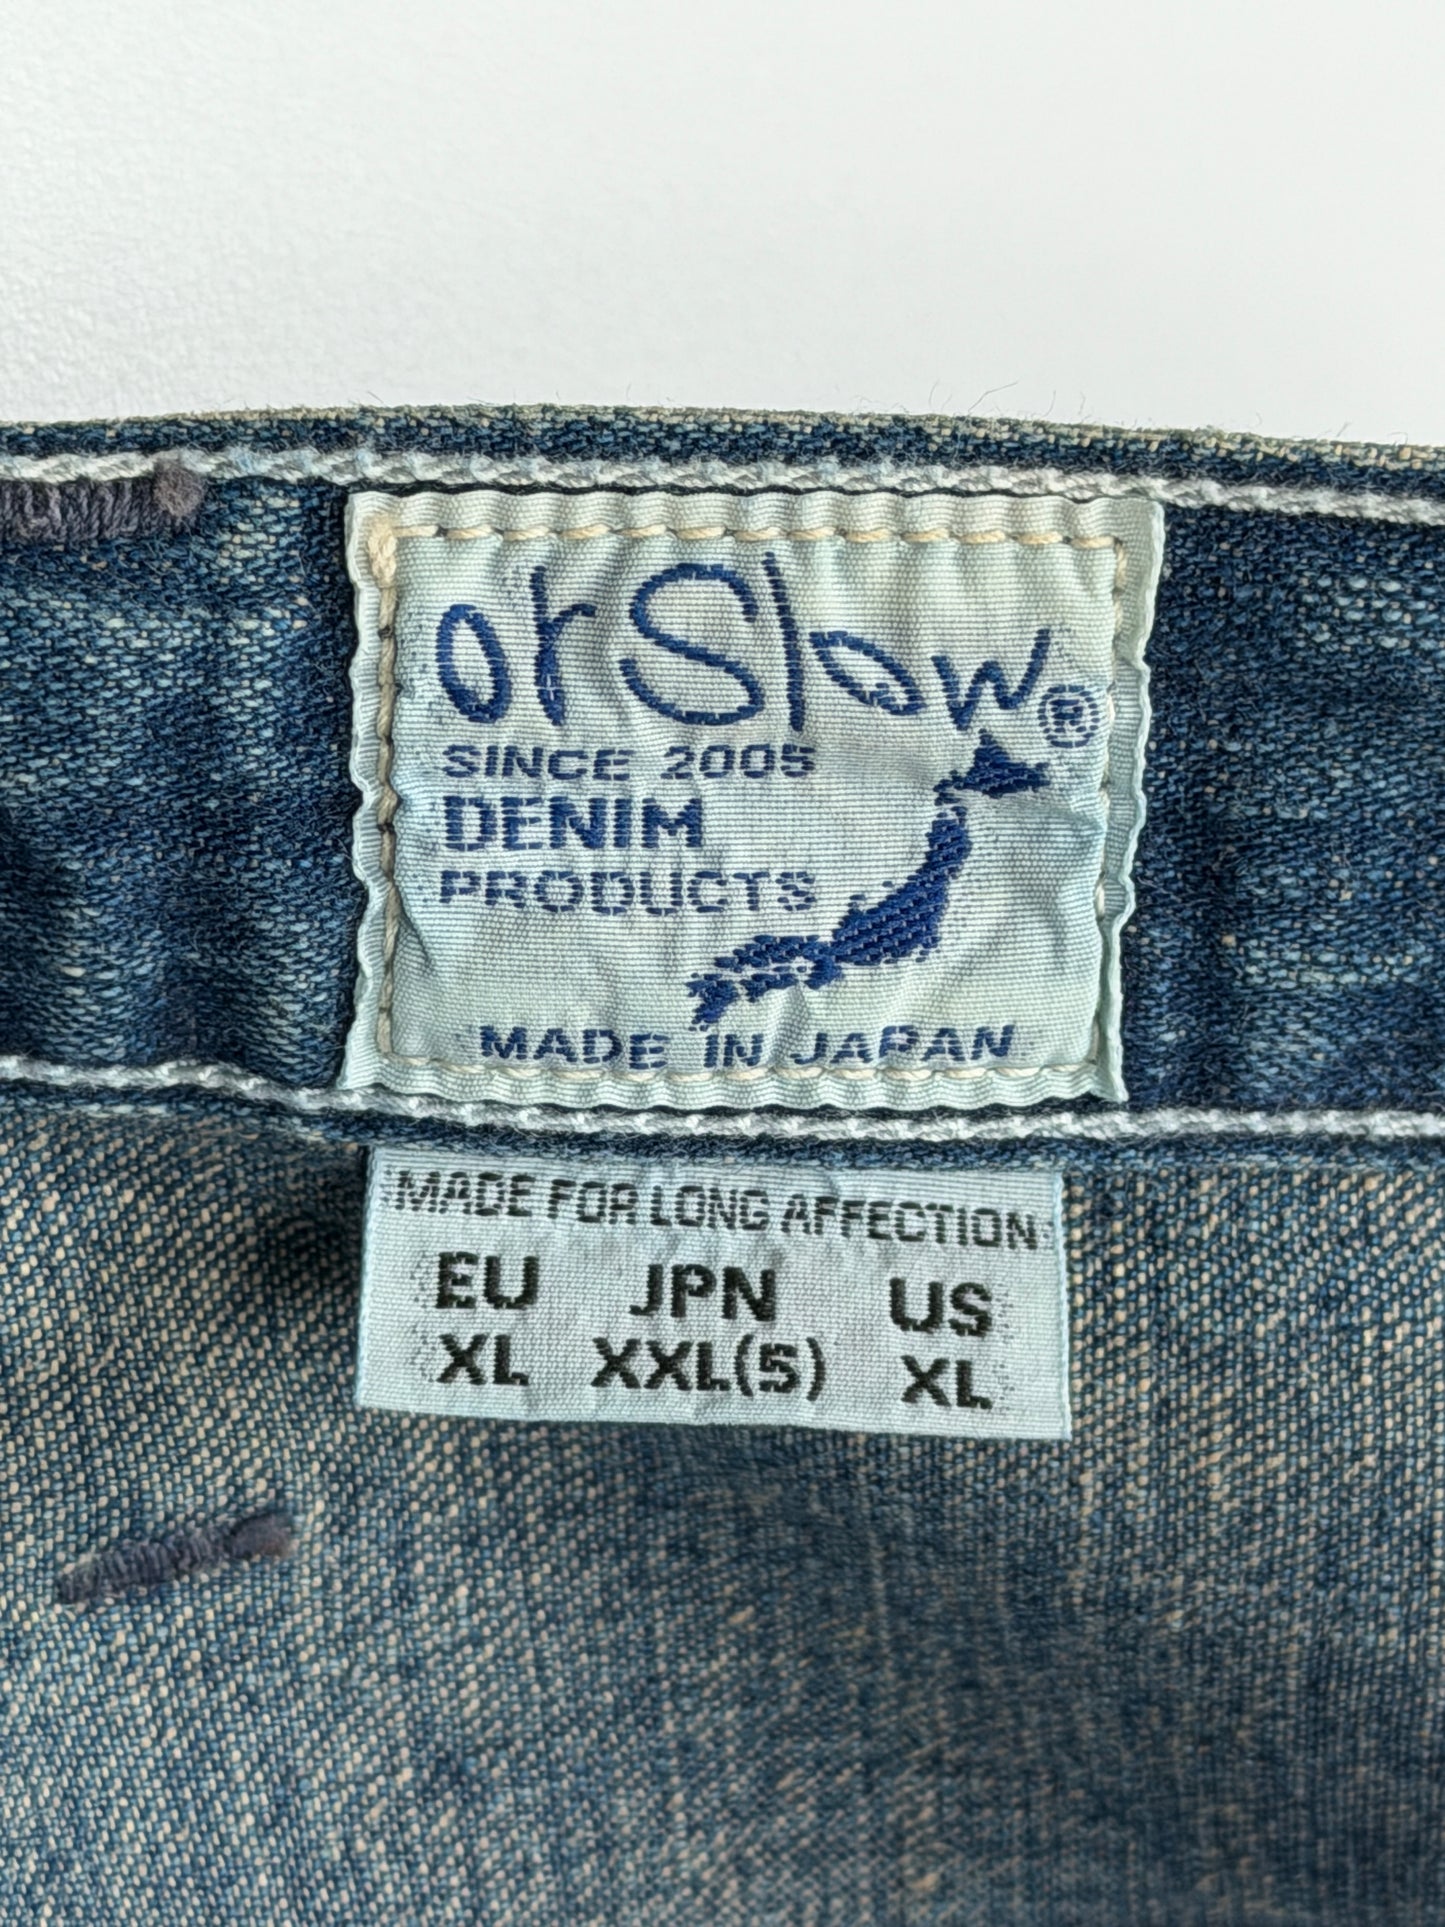 orSlow®
SINCE 2005
DENIM
PRODUCTS
MADE IN JAPAN
MADE FOR LONG AFFECTION
EU JPN US
XL XXL(5) XL